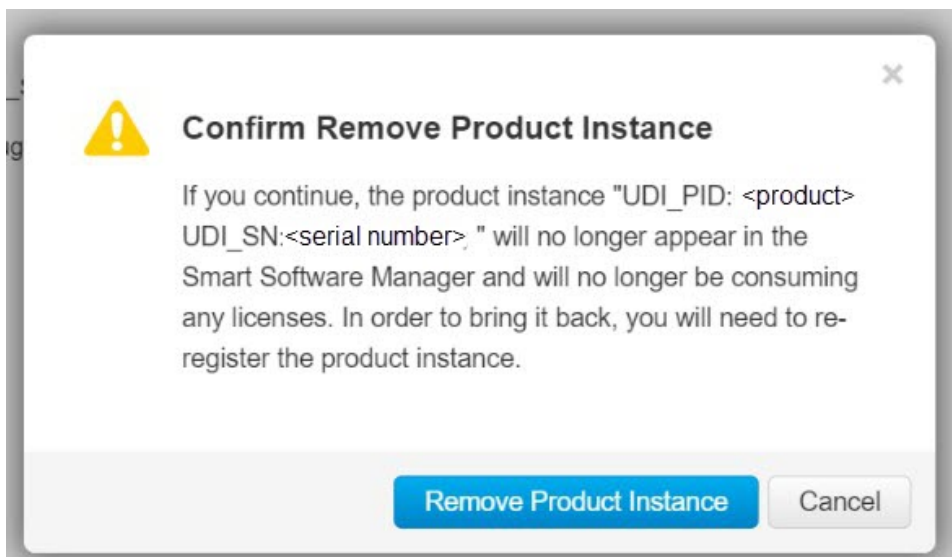 Confirm Remove Product Instance
If you continue, the product instance "UDI_PID: <product>
UDI_SN:<serial number>, " will no longer appear in the
Smart Software Manager and will no longer be consuming
any licenses. In order to bring it back, you will need to re-
register the product instance.
Remove Product Instance Cancel